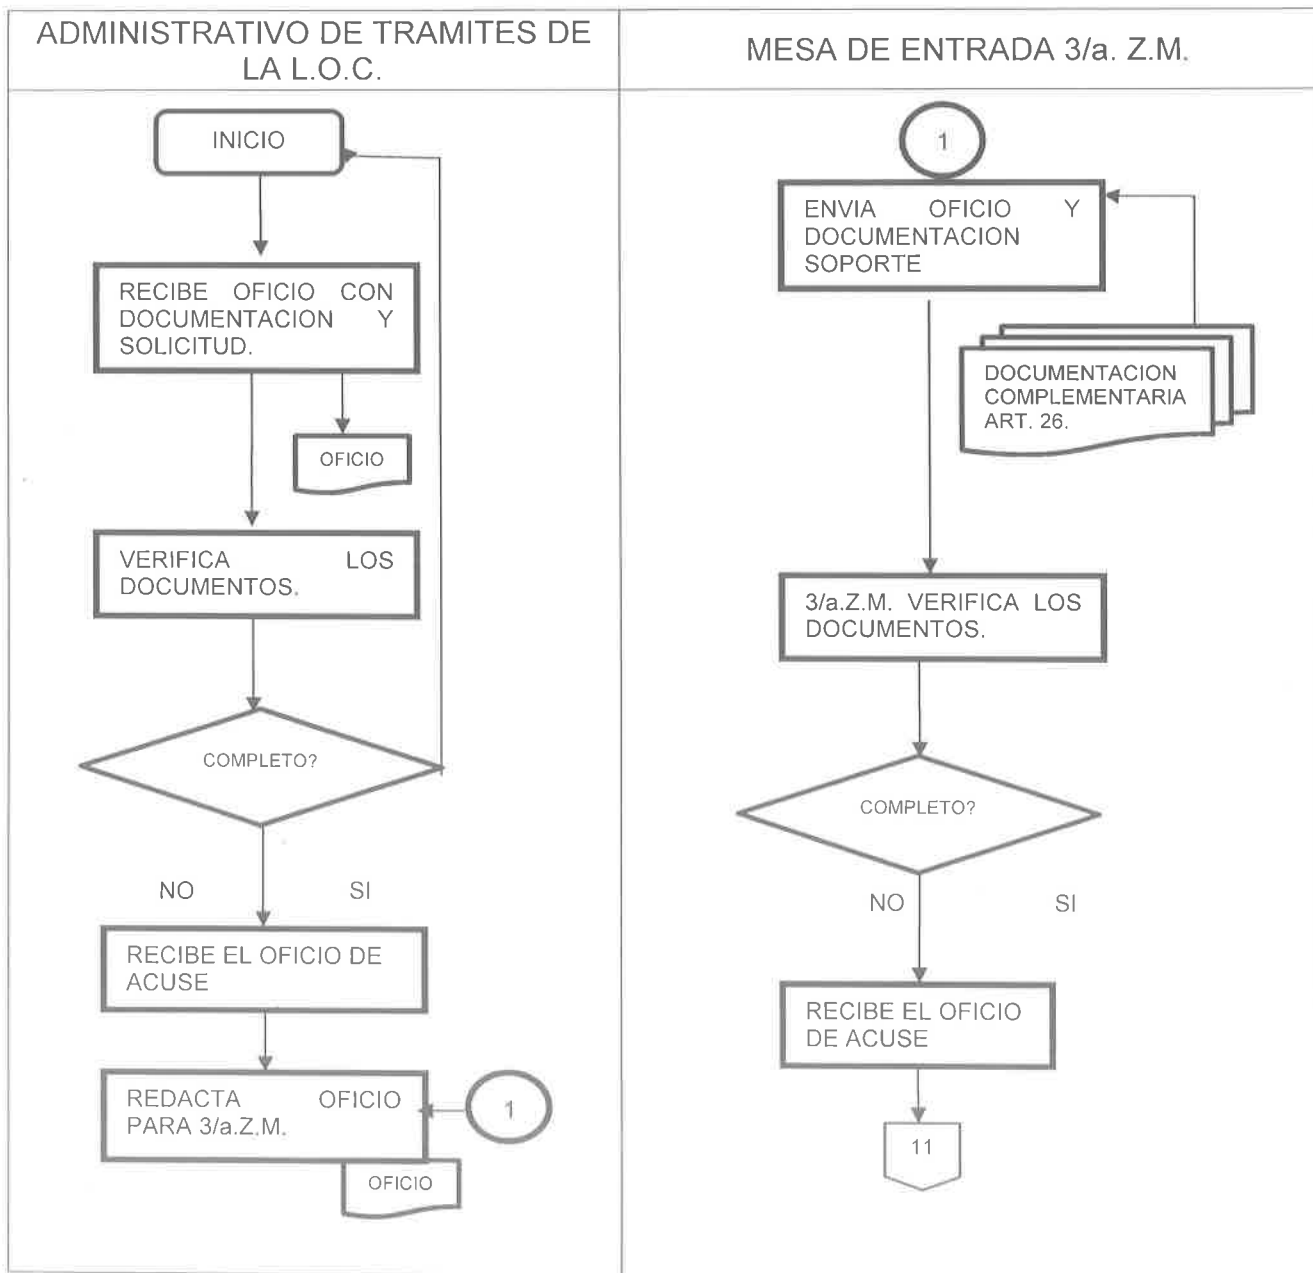 ADMINISTRATIVO DE TRAMITES DE
LA L.O.C.
MESA DE ENTRADA 3/a. Z.M.
INICIO
RECIBE OFICIO CON
DOCUMENTACION Y
SOLICITUD.
OFICIO
VERIFICA LOS
DOCUMENTOS.
COMPLETO?
NO SI
RECIBE EL OFICIO DE
ACUSE
REDACTA OFICIO
PARA 3/a.Z.M.
1
OFICIO
1
ENVIA OFICIO Y
DOCUMENTACION
SOPORTE
DOCUMENTACION
COMPLEMENTARIA
ART. 26.
3/a.Z.M. VERIFICA LOS
DOCUMENTOS.
COMPLETO?
NO SI
RECIBE EL OFICIO
DE ACUSE
11